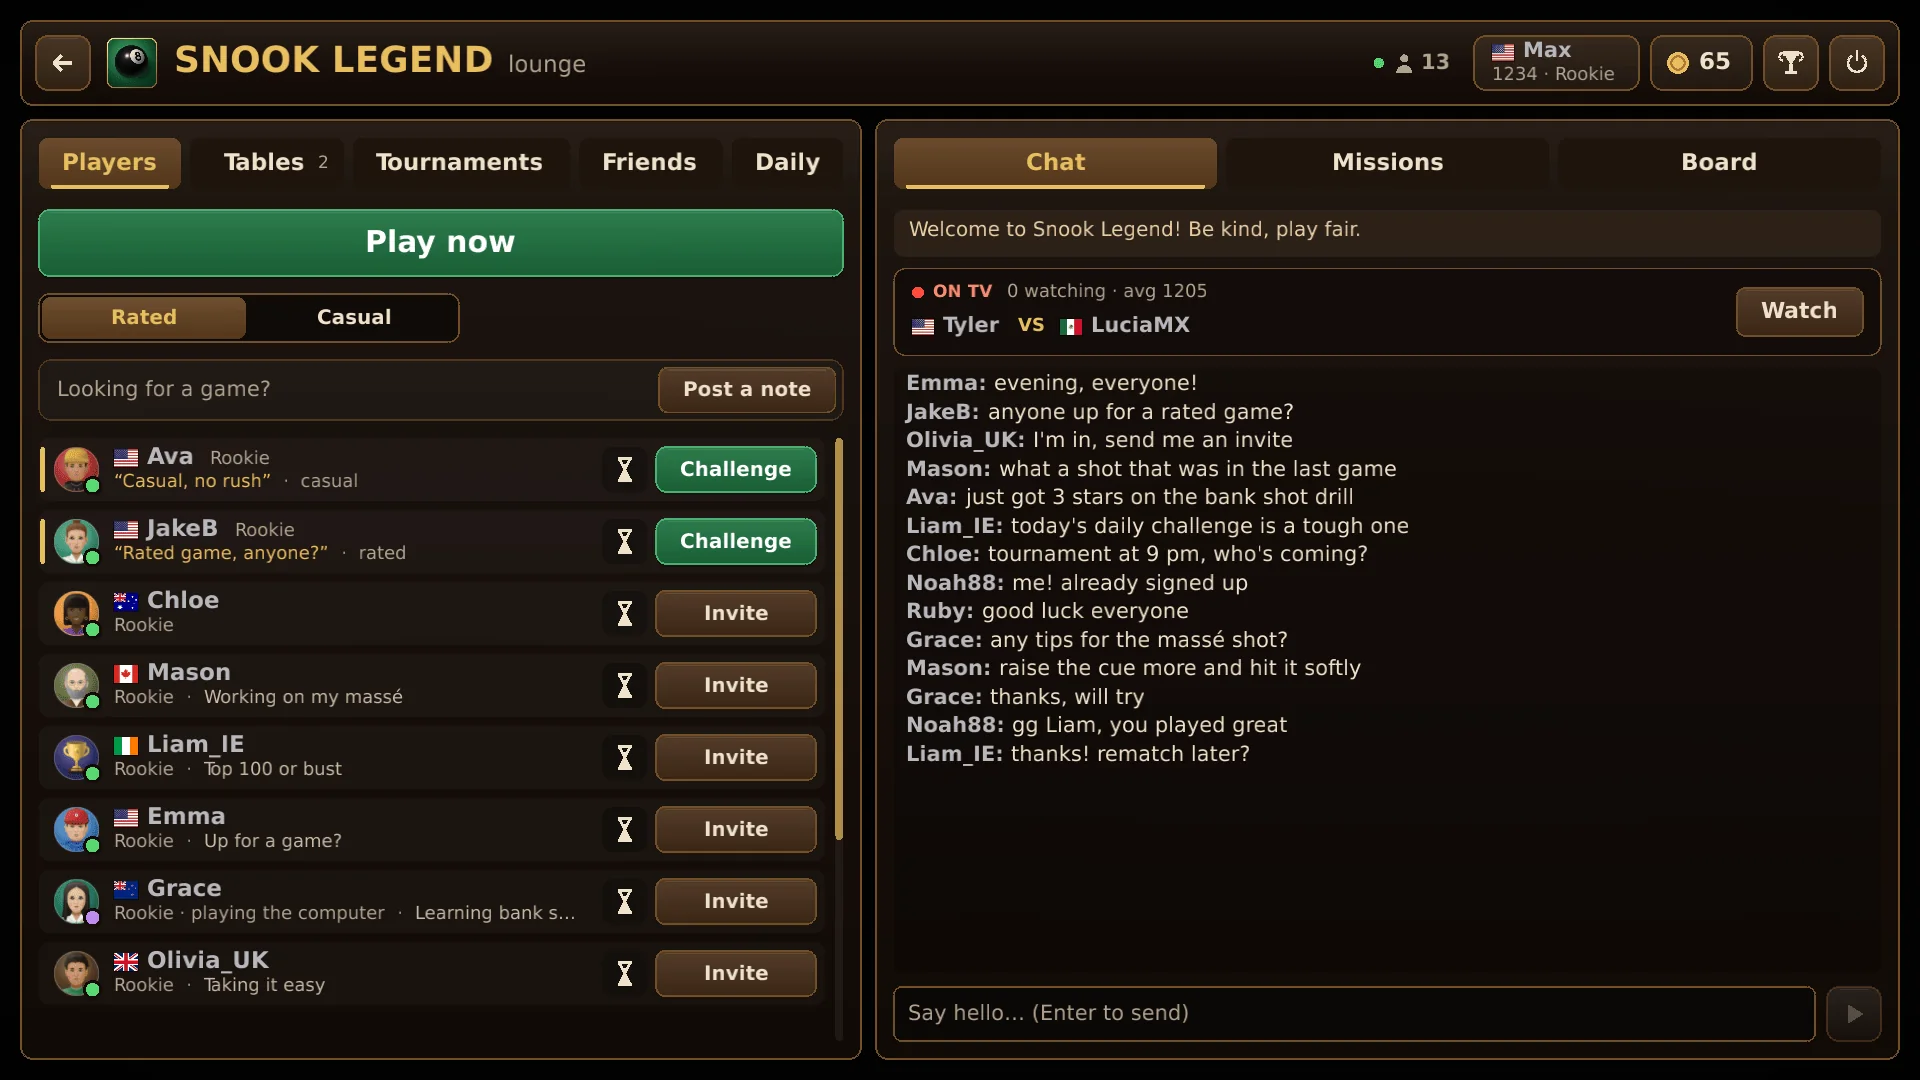 SNOOK LEGEND lounge
13
Max
1234 · Rookie
65
Players
Tables 2
Tournaments
Friends
Daily
Play now
Rated
Casual
Looking for a game?
Post a note
Ava Rookie
“Casual, no rush” · casual
Challenge
JakeB Rookie
“Rated game, anyone?” · rated
Challenge
Chloe
Rookie
Invite
Mason
Rookie · Working on my massé
Invite
Liam_IE
Rookie · Top 100 or bust
Invite
Emma
Rookie · Up for a game?
Invite
Grace
Rookie · playing the computer · Learning bank s...
Invite
Olivia_UK
Rookie · Taking it easy
Invite
Chat
Missions
Board
Welcome to Snook Legend! Be kind, play fair.
ON TV 0 watching · avg 1205
Tyler VS LuciaMX
Watch
Emma: evening, everyone!
JakeB: anyone up for a rated game?
Olivia_UK: I'm in, send me an invite
Mason: what a shot that was in the last game
Ava: just got 3 stars on the bank shot drill
Liam_IE: today's daily challenge is a tough one
Chloe: tournament at 9 pm, who's coming?
Noah88: me! already signed up
Ruby: good luck everyone
Grace: any tips for the massé shot?
Mason: raise the cue more and hit it softly
Grace: thanks, will try
Noah88: gg Liam, you played great
Liam_IE: thanks! rematch later?
Say hello... (Enter to send)